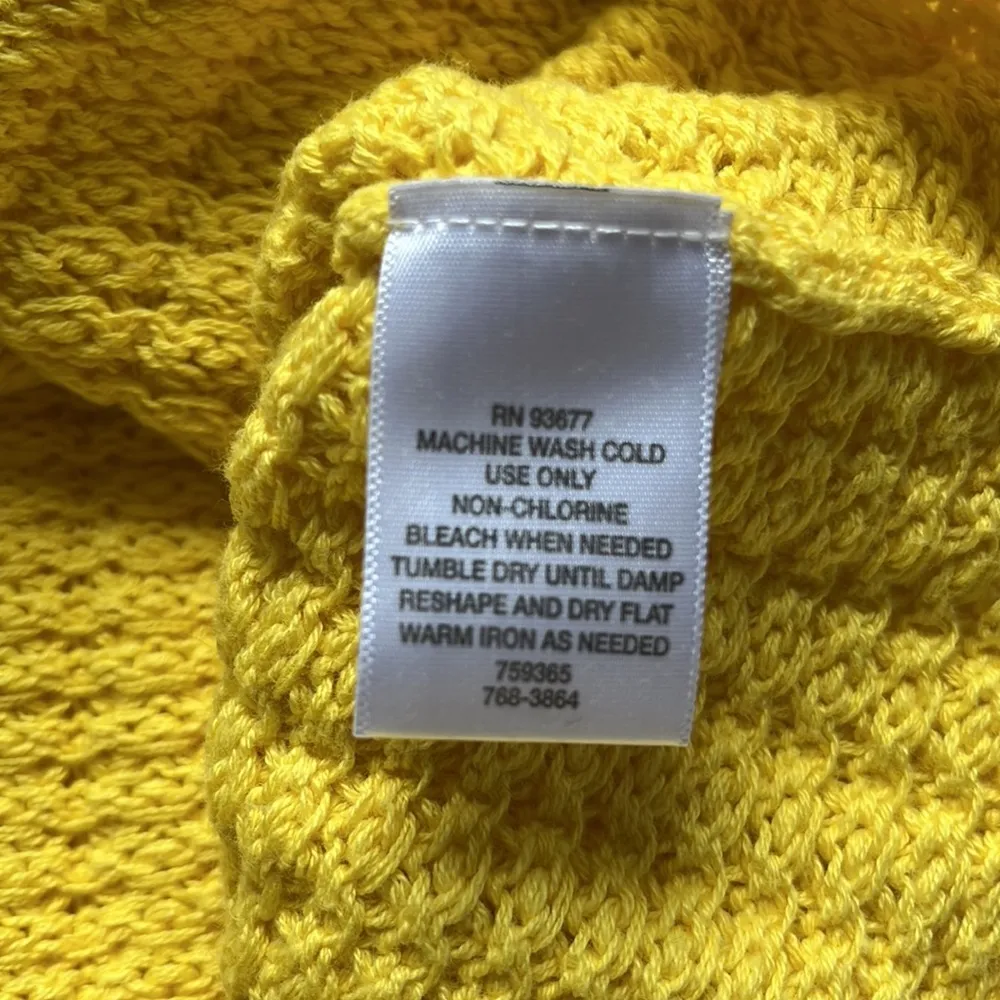 RN 93677
MACHINE WASH COLD
USE ONLY
NON-CHLORINE
BLEACH WHEN NEEDED
TUMBLE DRY UNTIL DAMP
RESHAPE AND DRY FLAT
WARM IRON AS NEEDED
759365
768-3864